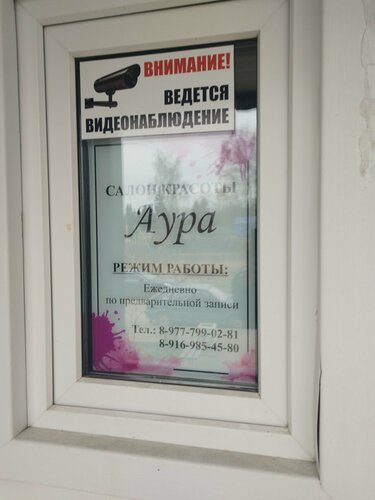 ВНИМАНИЕ!
ВЕДЕТСЯ
ВИДЕОНАБЛЮДЕНИЕ
САЛОН КРАСОТЫ
Аура
РЕЖИМ РАБОТЫ:
Ежедневно
по предварительной записи
Тел.: 8-977-799-02-81
8-916-985-45-80